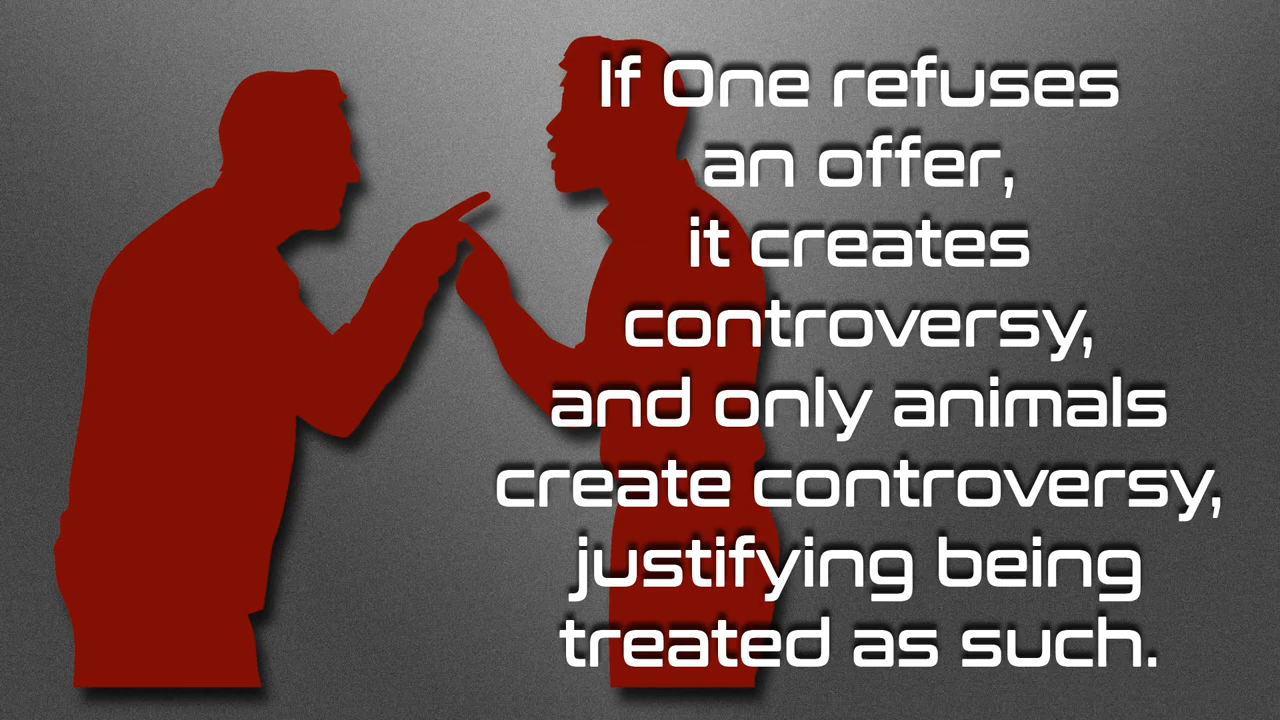 If One refuses
an offer,
it creates
controversy,
and only animals
create controversy,
justifying being
treated as such.